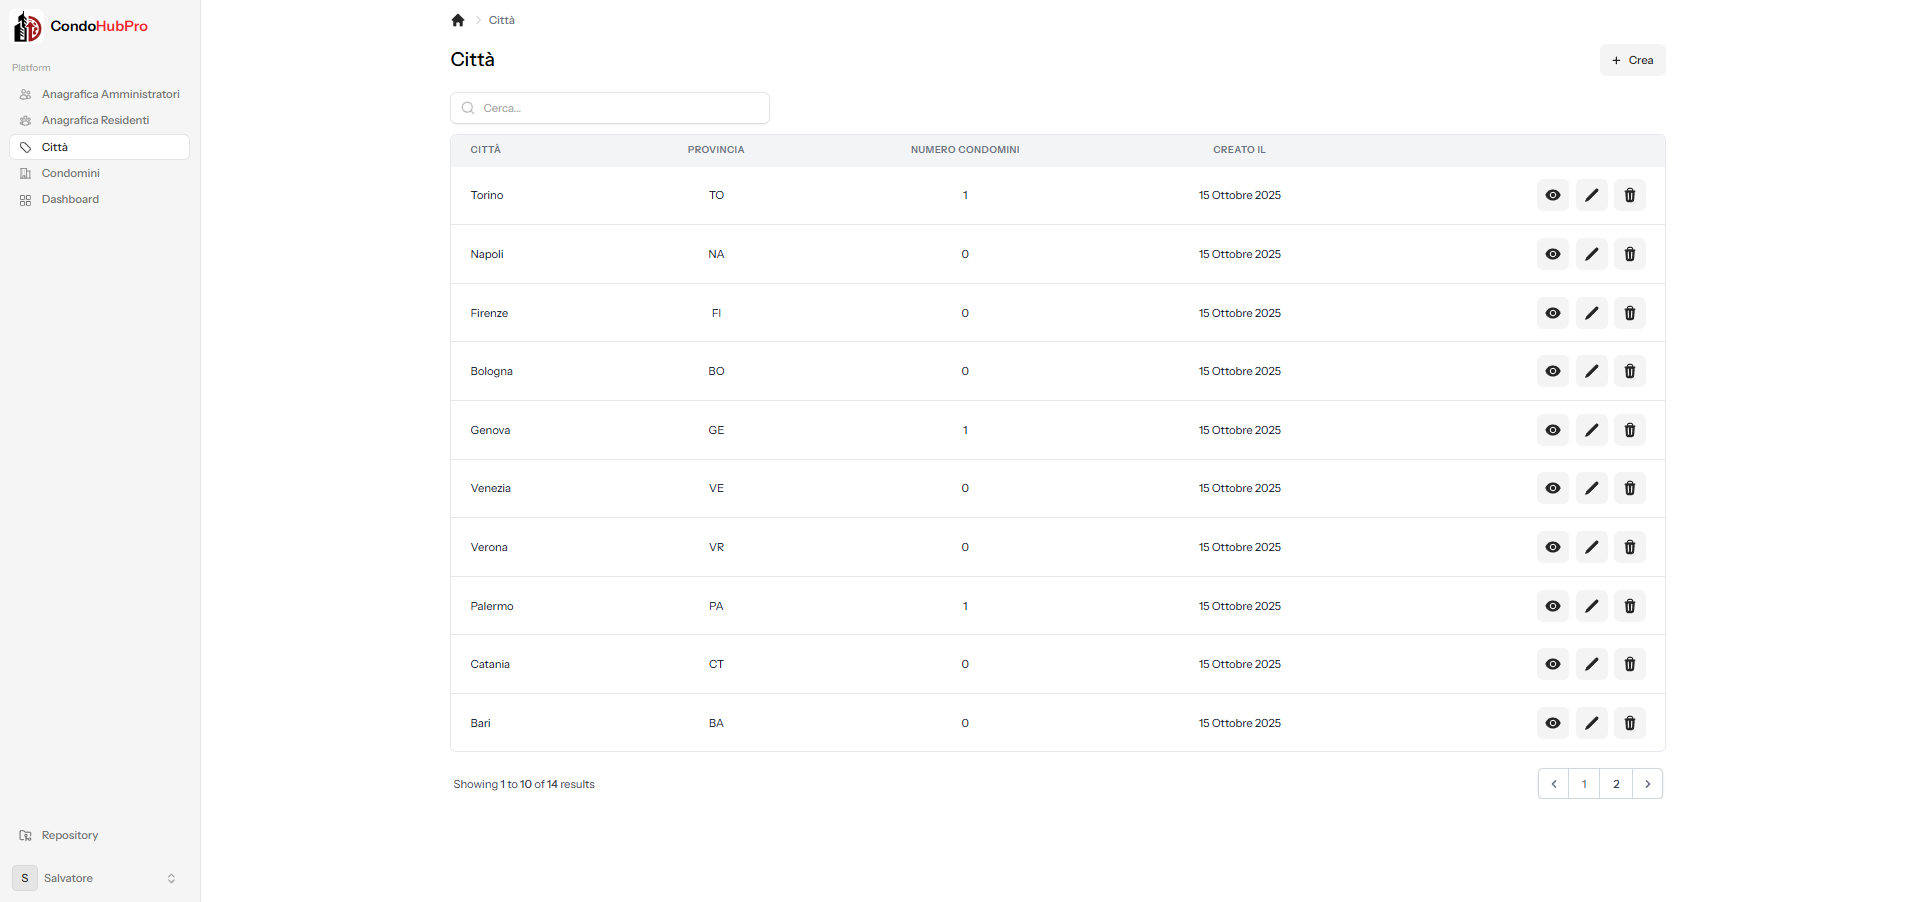 CondoHubPro
Platform
Anagrafica Amministratori
Anagrafica Residenti
Città
Condomini
Dashboard
Repository
S Salvatore
Città
Città
+ Crea
Cerca...
CITTÀ PROVINCIA NUMERO CONDOMINI CREATO IL
Torino TO 1 15 Ottobre 2025
Napoli NA 0 15 Ottobre 2025
Firenze FI 0 15 Ottobre 2025
Bologna BO 0 15 Ottobre 2025
Genova GE 1 15 Ottobre 2025
Venezia VE 0 15 Ottobre 2025
Verona VR 0 15 Ottobre 2025
Palermo PA 1 15 Ottobre 2025
Catania CT 0 15 Ottobre 2025
Bari BA 0 15 Ottobre 2025
Showing 1 to 10 of 14 results
1 2